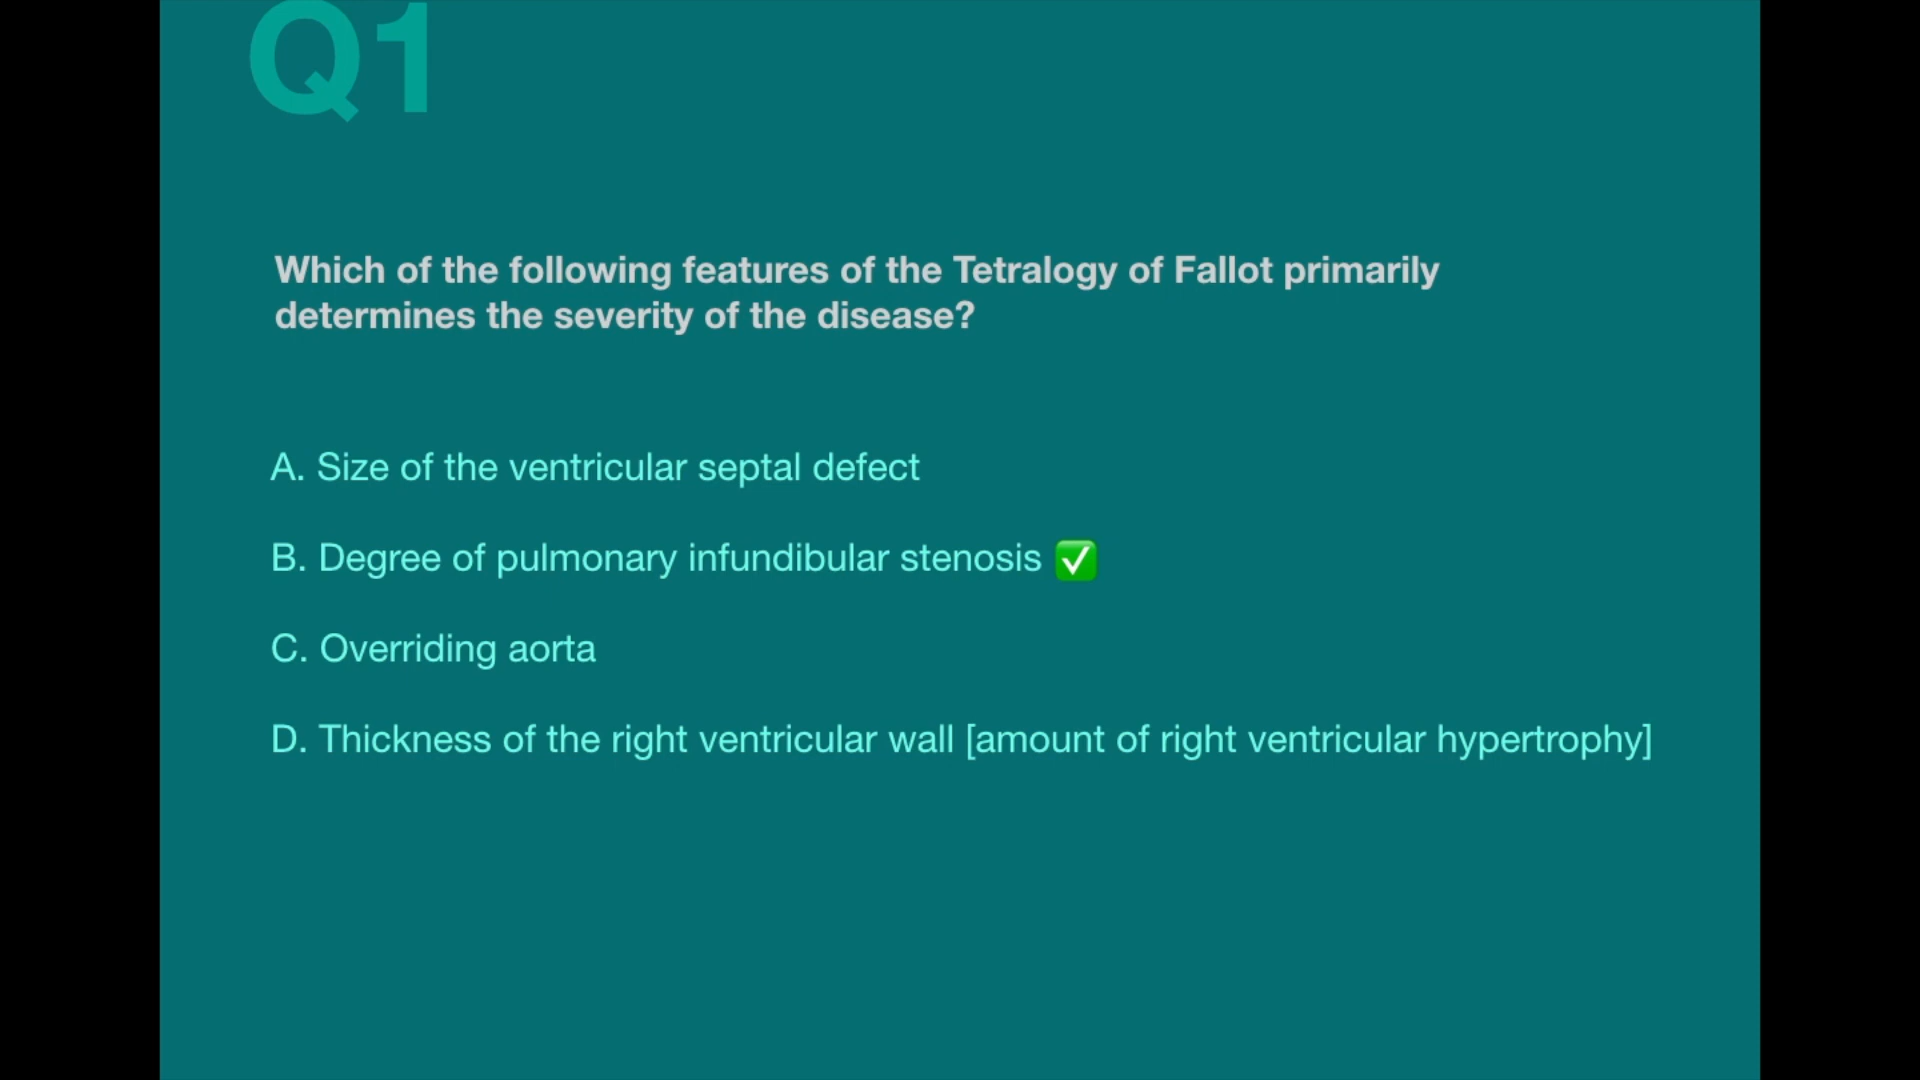 Q1
Which of the following features of the Tetralogy of Fallot primarily
determines the severity of the disease?
A. Size of the ventricular septal defect
B. Degree of pulmonary infundibular stenosis ✅
C. Overriding aorta
D. Thickness of the right ventricular wall [amount of right ventricular hypertrophy]